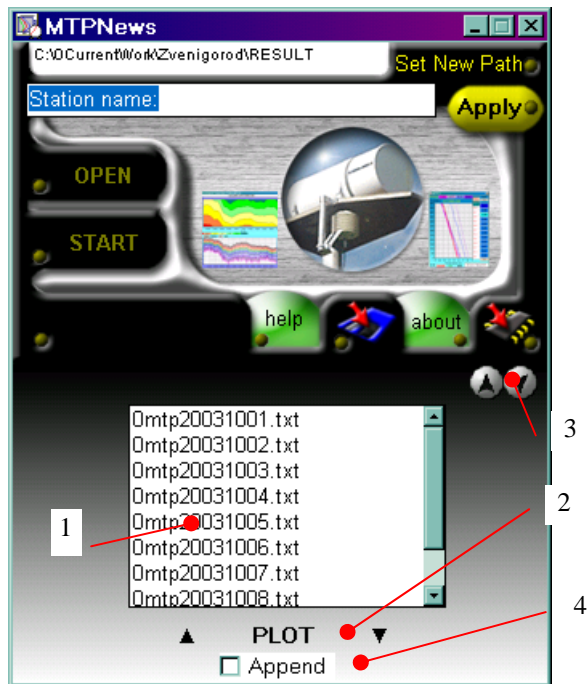 MTPNews
C:\0CurrentWork\Zvenigorod\RESULT
Set New Path
Station name:
Apply
OPEN
START
help
about
3
0mtp20031001.txt
0mtp20031002.txt
0mtp20031003.txt
0mtp20031004.txt
0mtp20031005.txt
0mtp20031006.txt
0mtp20031007.txt
0mtp20031008.txt
1
2
PLOT
Append
4